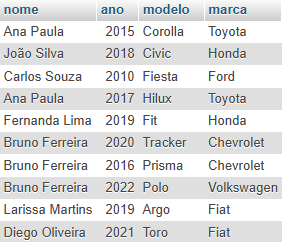 nome ano modelo marca
Ana Paula 2015 Corolla Toyota
João Silva 2018 Civic Honda
Carlos Souza 2010 Fiesta Ford
Ana Paula 2017 Hilux Toyota
Fernanda Lima 2019 Fit Honda
Bruno Ferreira 2020 Tracker Chevrolet
Bruno Ferreira 2016 Prisma Chevrolet
Bruno Ferreira 2022 Polo Volkswagen
Larissa Martins 2019 Argo Fiat
Diego Oliveira 2021 Toro Fiat